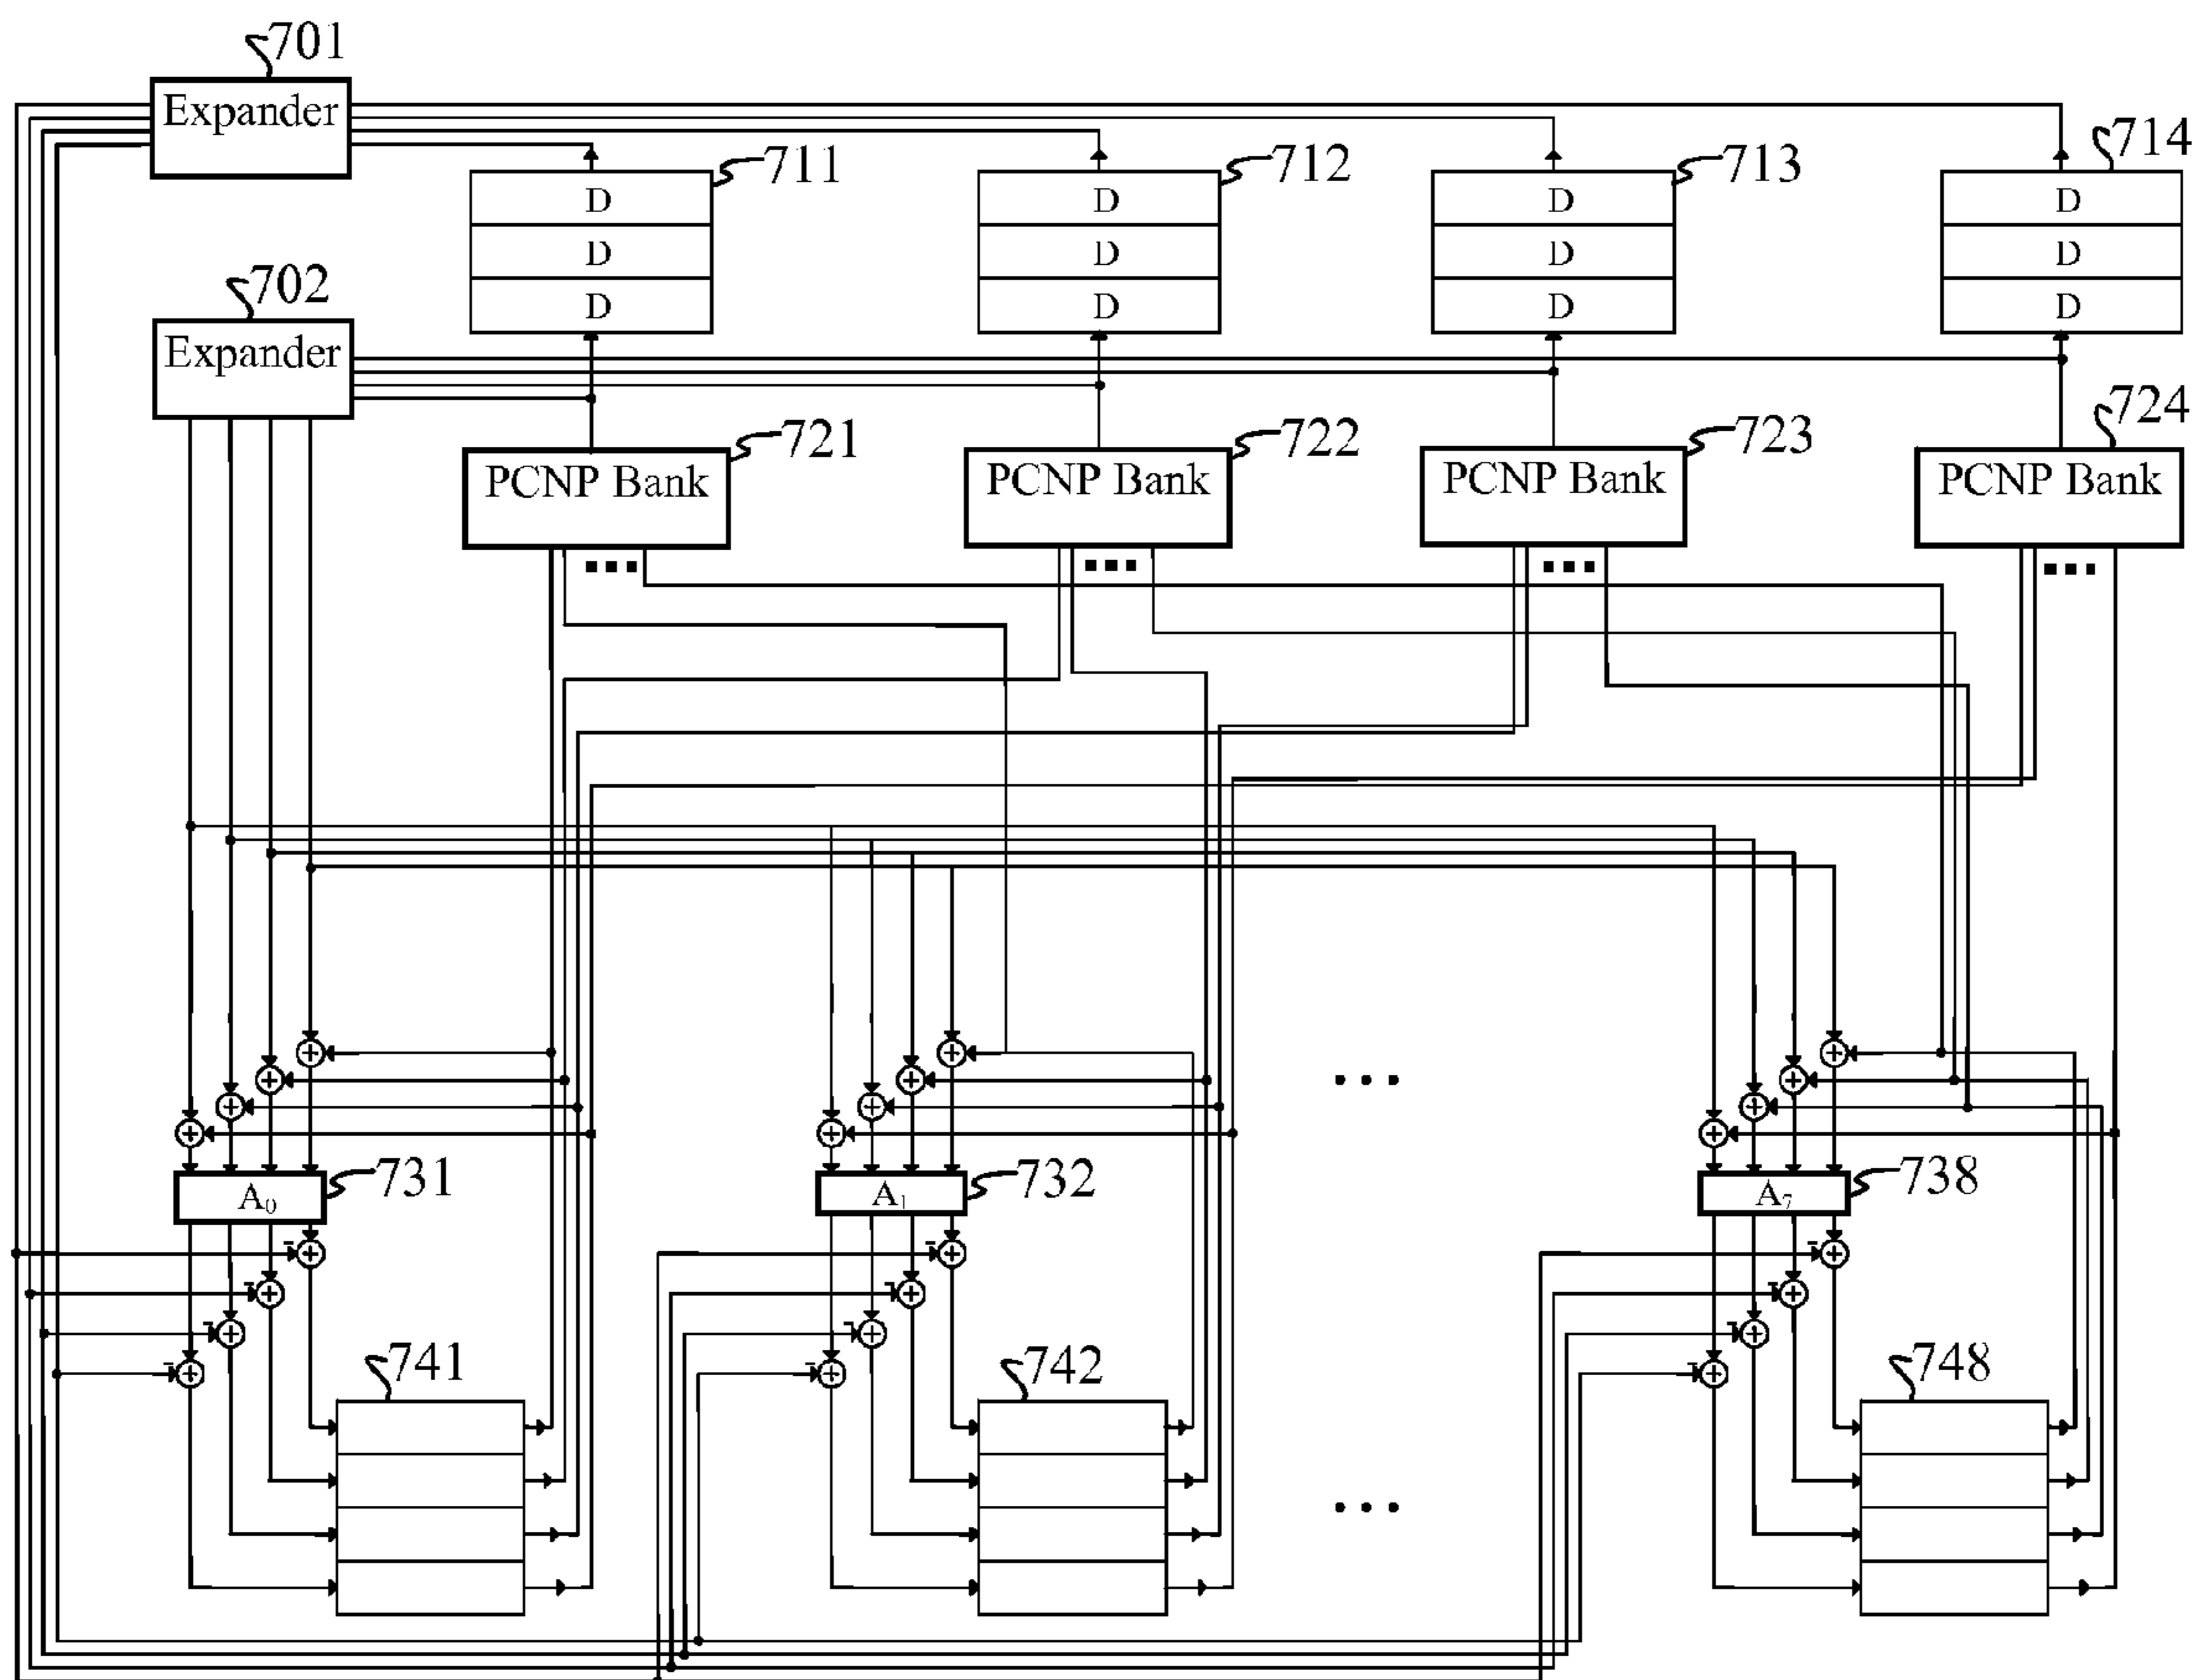 701
Expander
714
711
712
713
D
D
D
D
D
D
D
D
702
D
D
D
D
Expander
724
721
722
723
PCNP Bank
PCNP Bank
PCNP Bank
PCNP Bank
...
...
...
...
+
+
+
+
+
+
...
+
+
+
+
+
+
731
732
738
A₀
A₁
A₇
- +
- +
- +
- +
- +
- +
- +
- +
- +
- +
- +
- +
741
742
748
...